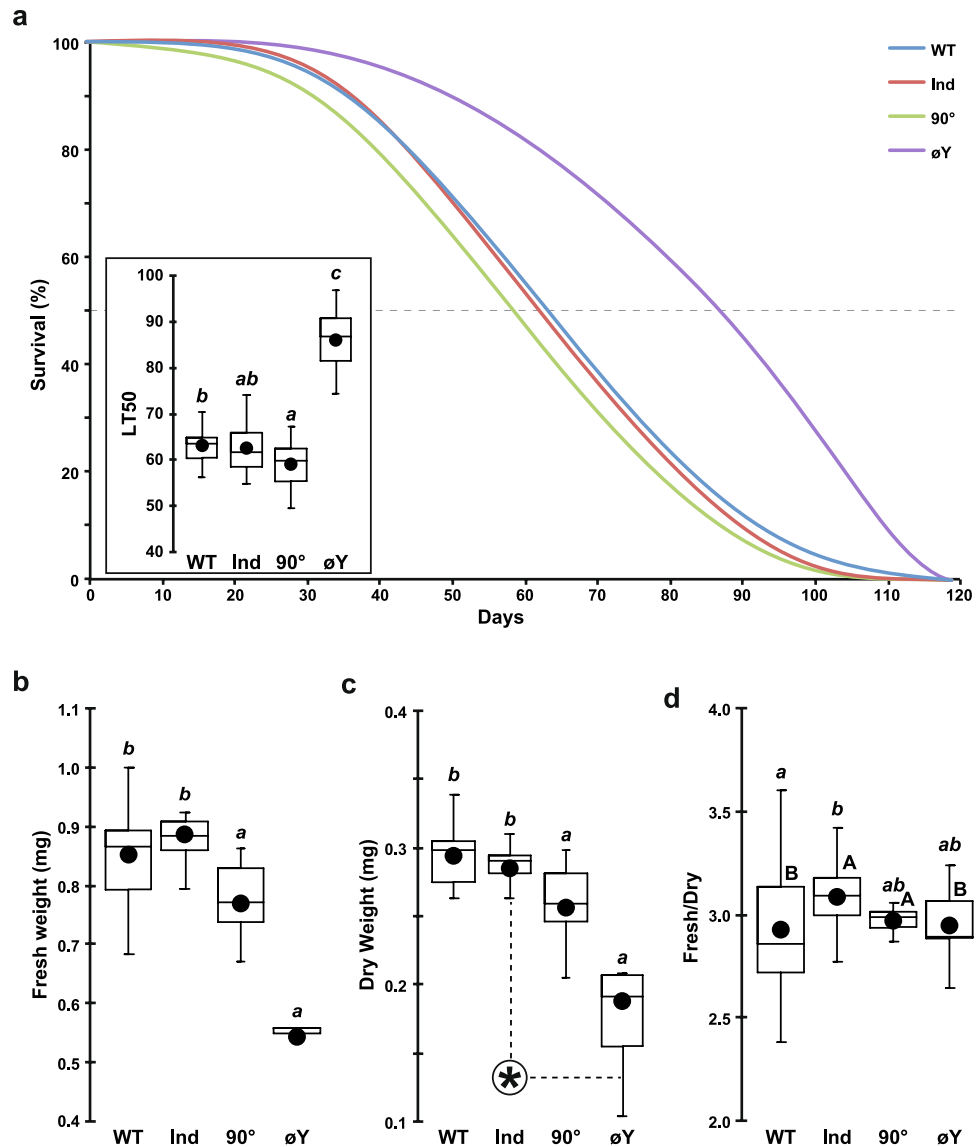 a
100
80
60
40
20
0
Survival (%)
0 10 20 30 40 50 60 70 80 90 100 110 120
Days
WT
Ind
90°
øY
100
90
80
70
60
50
40
LT50
b ab a c
WT Ind 90° øY
b
1.1
1.0
0.9
0.8
0.7
0.6
0.5
0.4
Fresh weight (mg)
b b a a
WT Ind 90° øY
c
0.4
0.3
0.2
0.1
Dry Weight (mg)
b b a a
*
WT Ind 90° øY
d
4.0
3.5
3.0
2.5
2.0
Fresh/Dry
a b ab ab
B A A B
WT Ind 90° øY